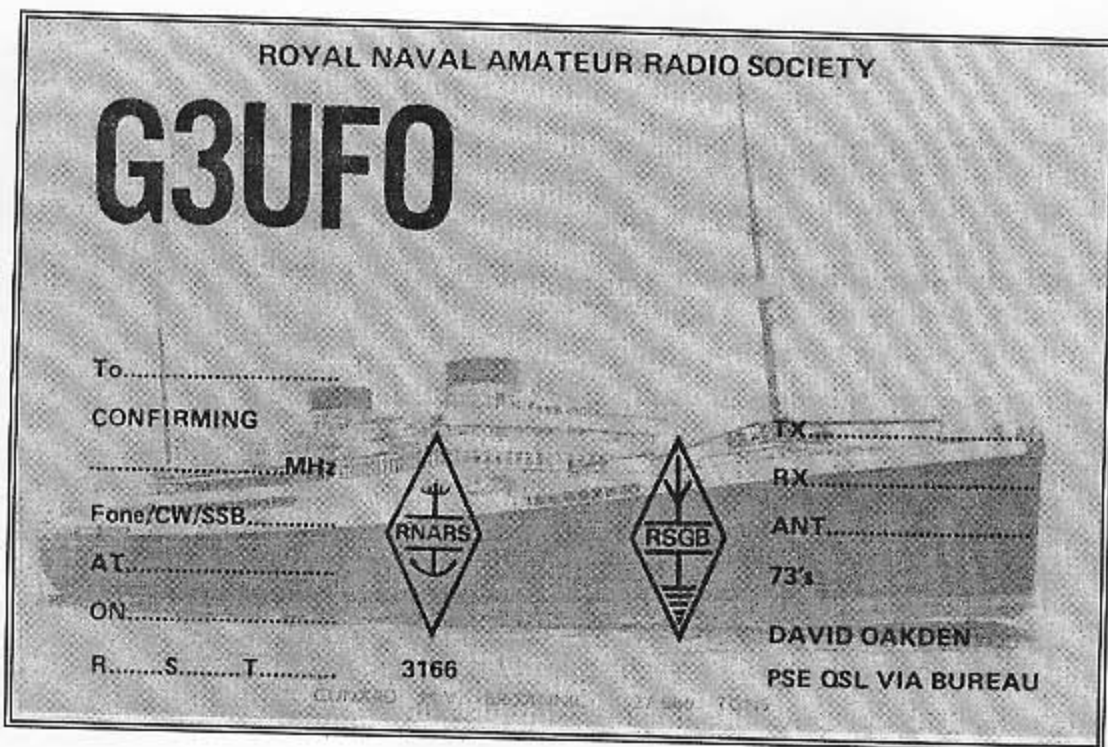 ROYAL NAVAL AMATEUR RADIO SOCIETY
G3UFO
To..............................
CONFIRMING
...........................MHz
Fone/CW/SSB.............
AT..............................
ON..............................
R........S........T...........
RNARS
3166
RSGB
TX................................
RX................................
ANT.............................
73's
DAVID OAKDEN
PSE QSL VIA BUREAU